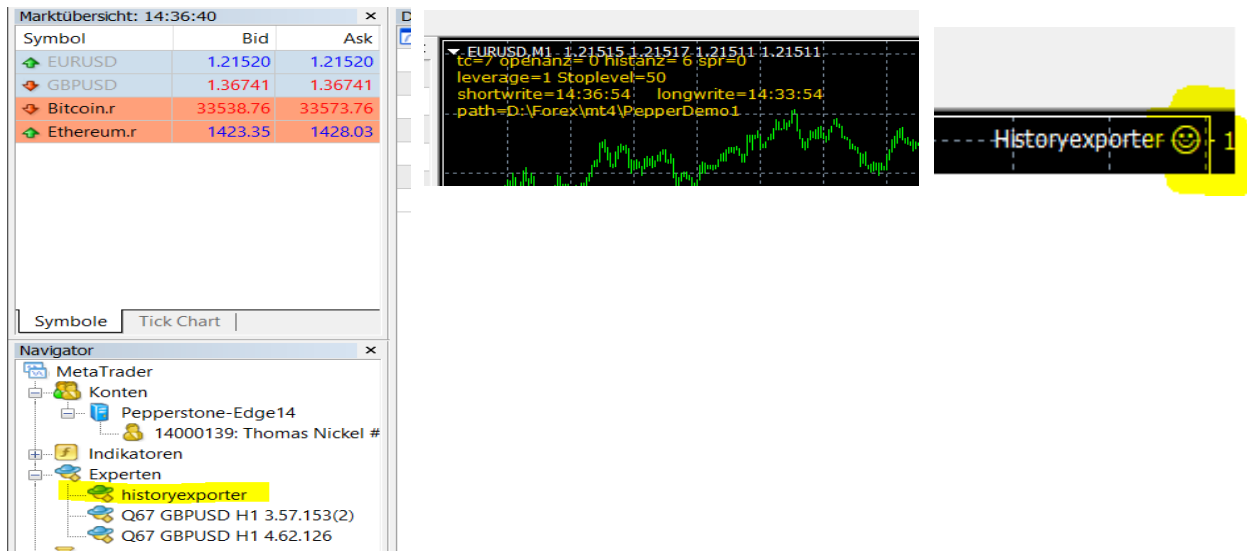 Marktübersicht: 14:36:40
Symbol Bid Ask
EURUSD 1.21520 1.21520
GBPUSD 1.36741 1.36741
Bitcoin.r 33538.76 33573.76
Ethereum.r 1423.35 1428.03
Symbole Tick Chart
Navigator
MetaTrader
Konten
Pepperstone-Edge14
14000139: Thomas Nickel #
Indikatoren
Experten
historyexporter
Q67 GBPUSD H1 3.57.153(2)
Q67 GBPUSD H1 4.62.126
D
EURUSD,M1 1.21515 1.21517 1.21511 1.21511
tc=7 openanz= 0 histanz= 6 spr=0
leverage=1 Stoplevel=50
shortwrite=14:36:54 longwrite=14:33:54
path=D:\Forex\mt4\PepperDemo1
Historyexporter
1